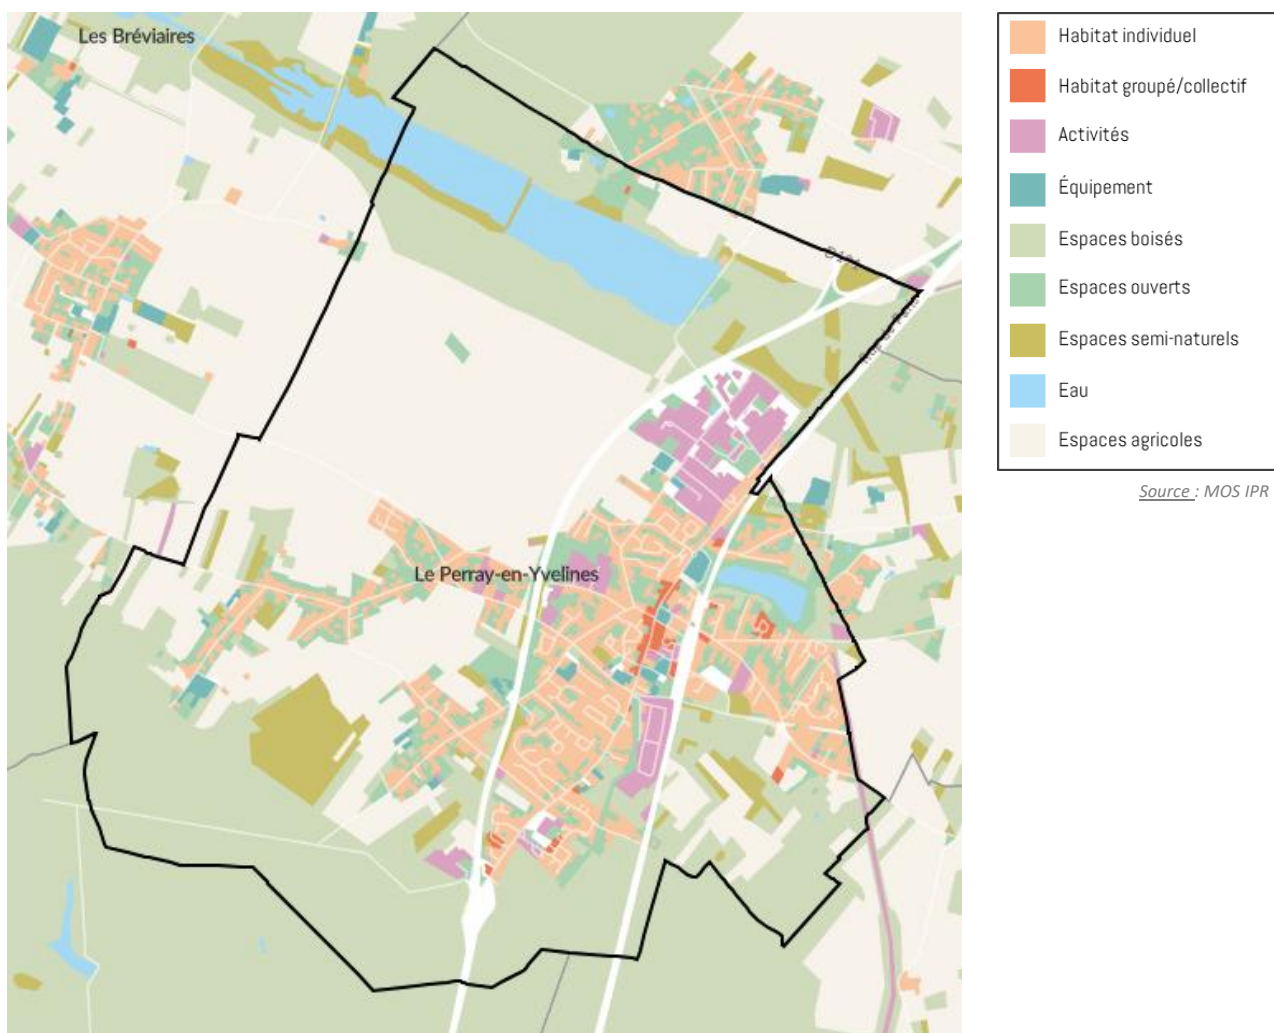 Les Bréviaires
Le Perray-en-Yvelines
Habitat individuel
Habitat groupé/collectif
Activités
Équipement
Espaces boisés
Espaces ouverts
Espaces semi-naturels
Eau
Espaces agricoles
Source : MOS IPR